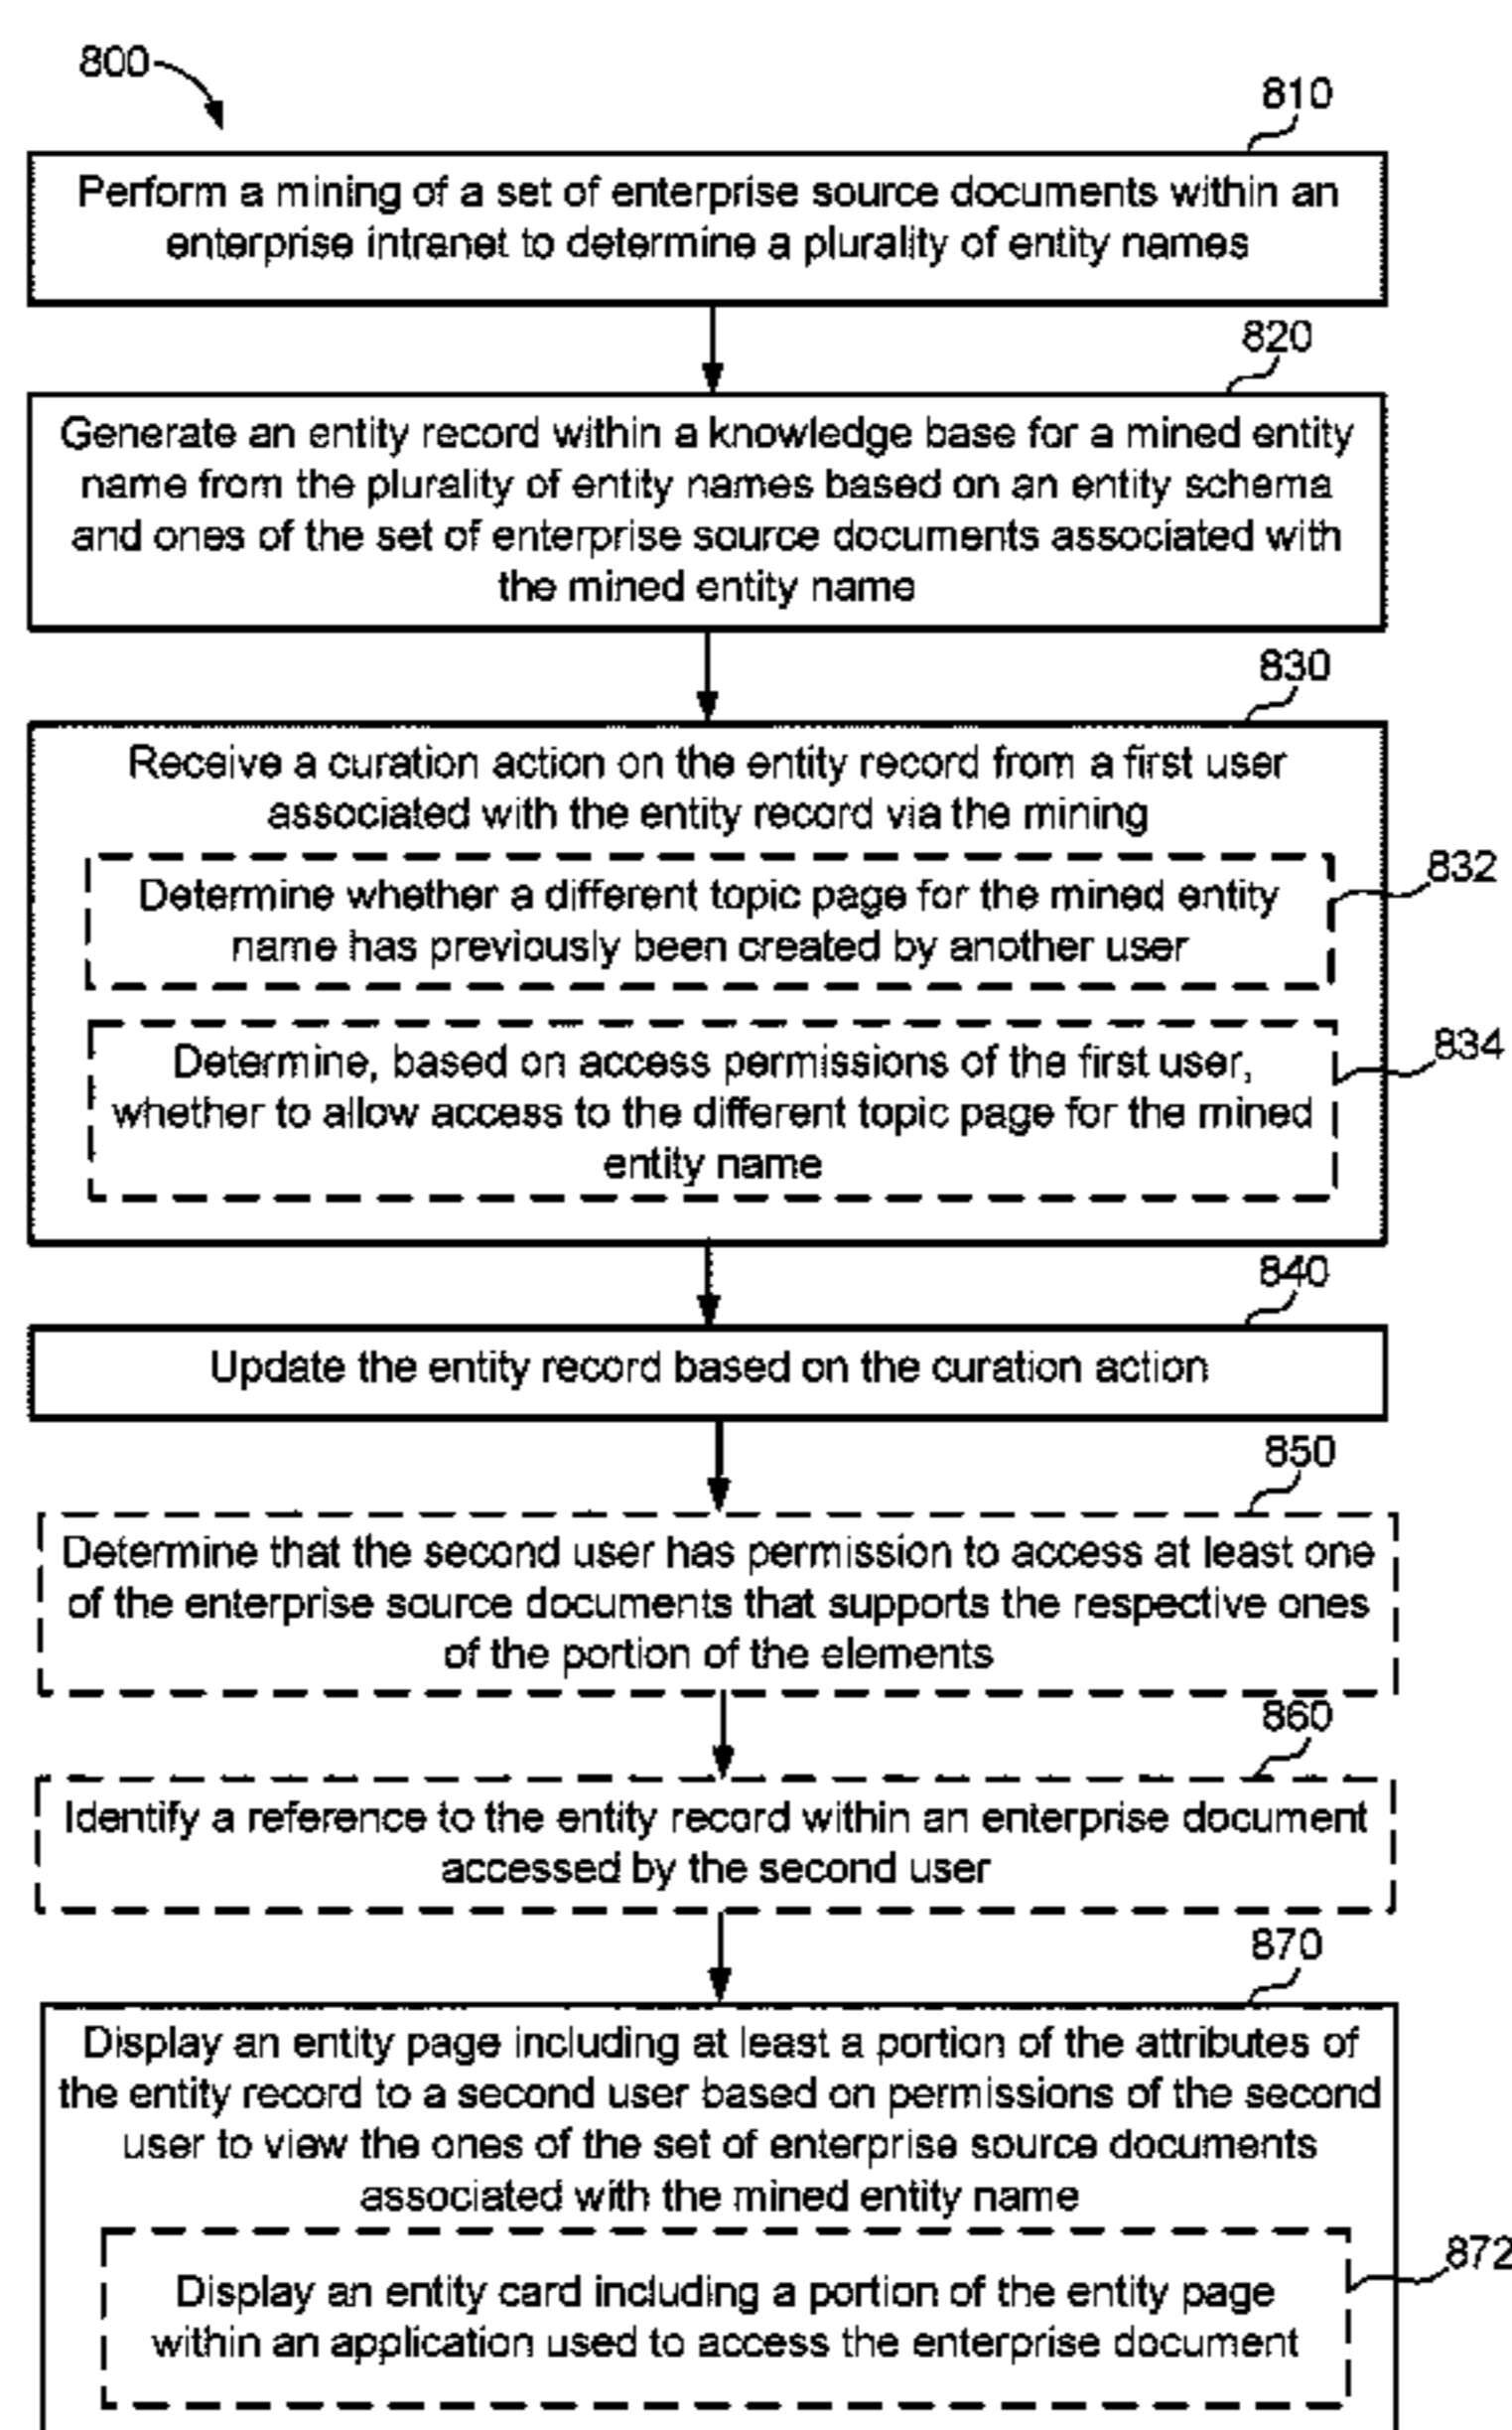 800
810
Perform a mining of a set of enterprise source documents within an
enterprise intranet to determine a plurality of entity names
820
Generate an entity record within a knowledge base for a mined entity
name from the plurality of entity names based on an entity schema
and ones of the set of enterprise source documents associated with
the mined entity name
830
Receive a curation action on the entity record from a first user
associated with the entity record via the mining
832
Determine whether a different topic page for the mined entity
name has previously been created by another user
834
Determine, based on access permissions of the first user,
whether to allow access to the different topic page for the mined
entity name
840
Update the entity record based on the curation action
850
Determine that the second user has permission to access at least one
of the enterprise source documents that supports the respective ones
of the portion of the elements
860
Identify a reference to the entity record within an enterprise document
accessed by the second user
870
Display an entity page including at least a portion of the attributes of
the entity record to a second user based on permissions of the second
user to view the ones of the set of enterprise source documents
associated with the mined entity name
872
Display an entity card including a portion of the entity page
within an application used to access the enterprise document